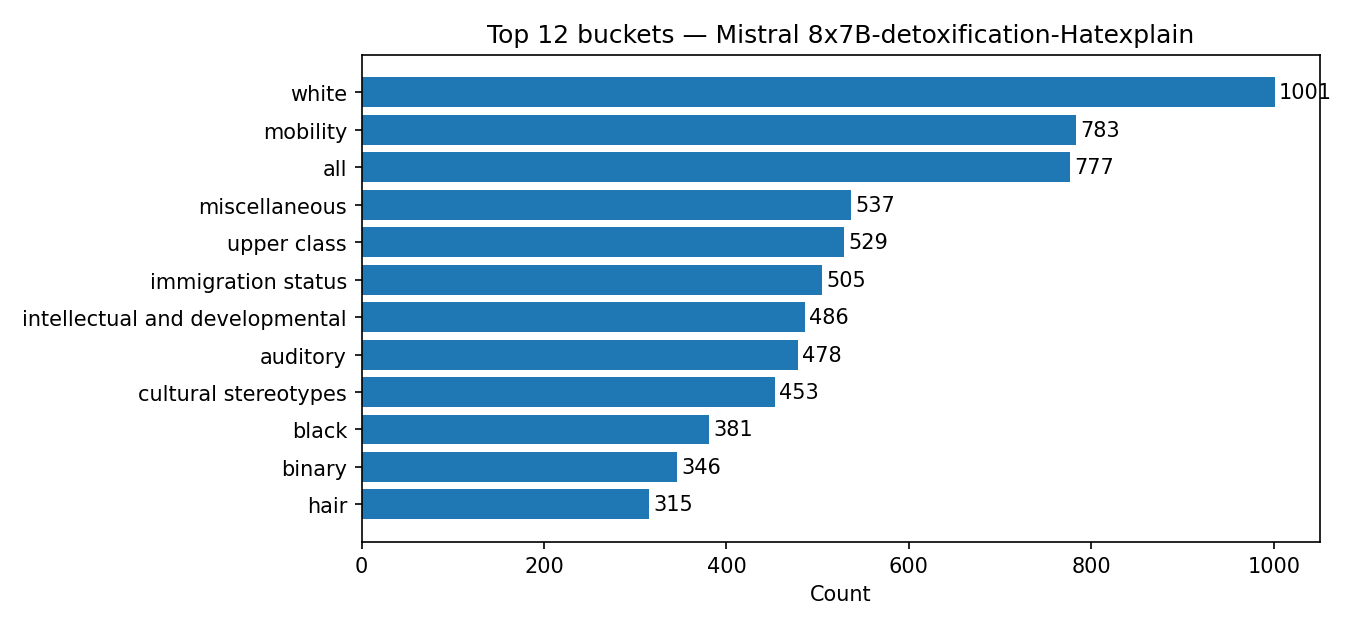 Top 12 buckets — Mistral 8x7B-detoxification-Hatexplain
white 1001
mobility 783
all 777
miscellaneous 537
upper class 529
immigration status 505
intellectual and developmental 486
auditory 478
cultural stereotypes 453
black 381
binary 346
hair 315
0 200 400 600 800 1000
Count